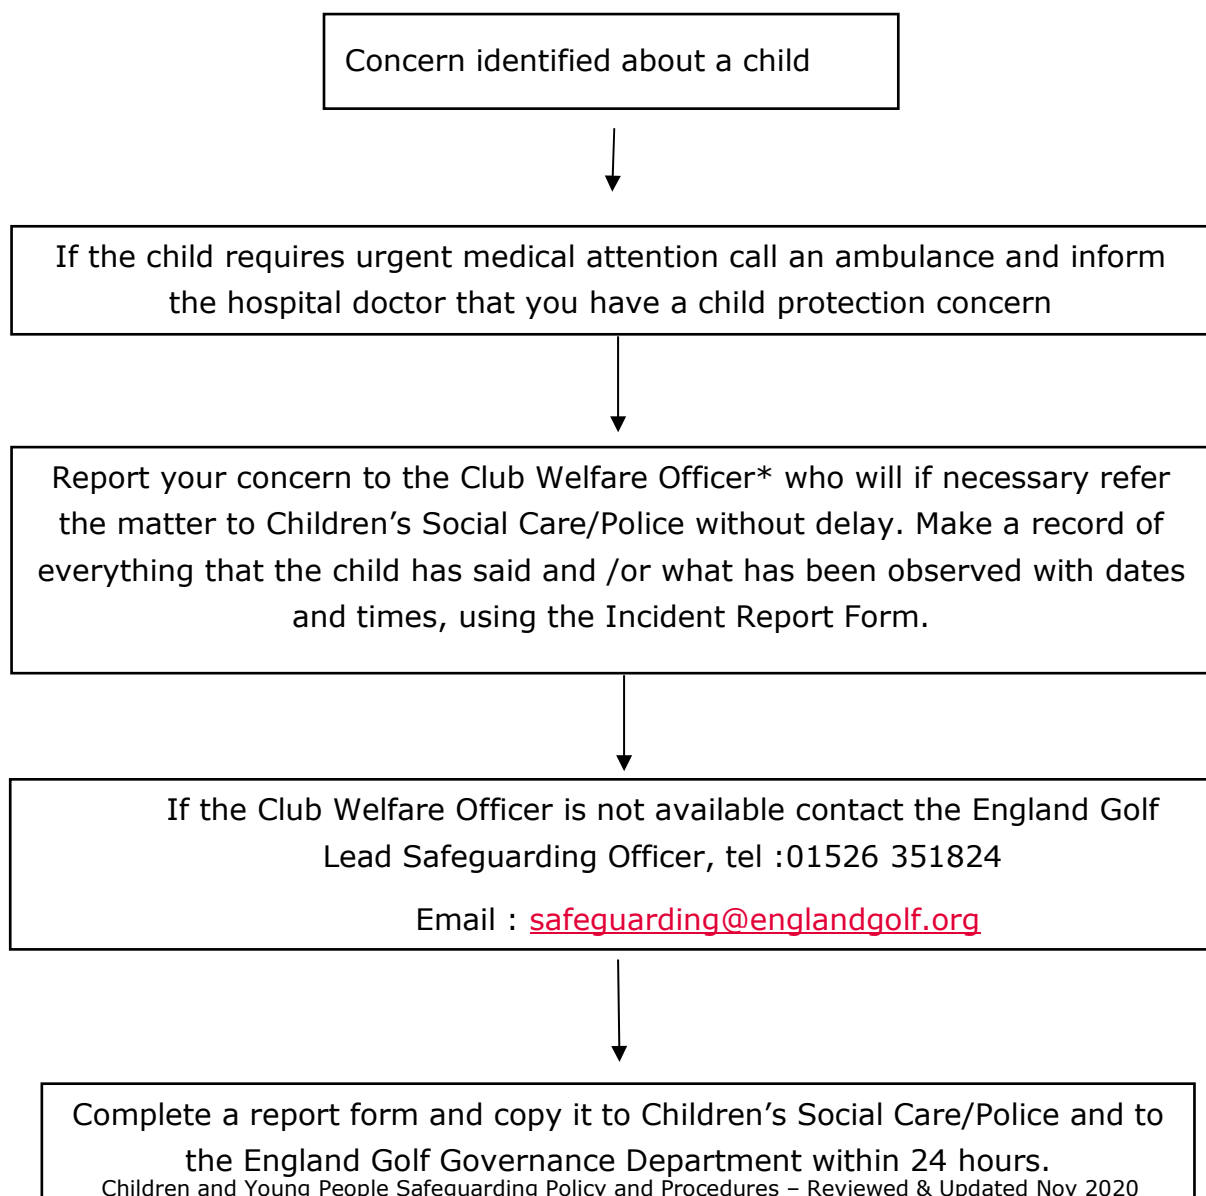 Concern identified about a child
If the child requires urgent medical attention call an ambulance and inform
the hospital doctor that you have a child protection concern
Report your concern to the Club Welfare Officer* who will if necessary refer
the matter to Children’s Social Care/Police without delay. Make a record of
everything that the child has said and /or what has been observed with dates
and times, using the Incident Report Form.
If the Club Welfare Officer is not available contact the England Golf
Lead Safeguarding Officer, tel :01526 351824
Email : safeguarding@englandgolf.org
Complete a report form and copy it to Children’s Social Care/Police and to
the England Golf Governance Department within 24 hours.
Children and Young People Safeguarding Policy and Procedures – Reviewed & Updated Nov 2020